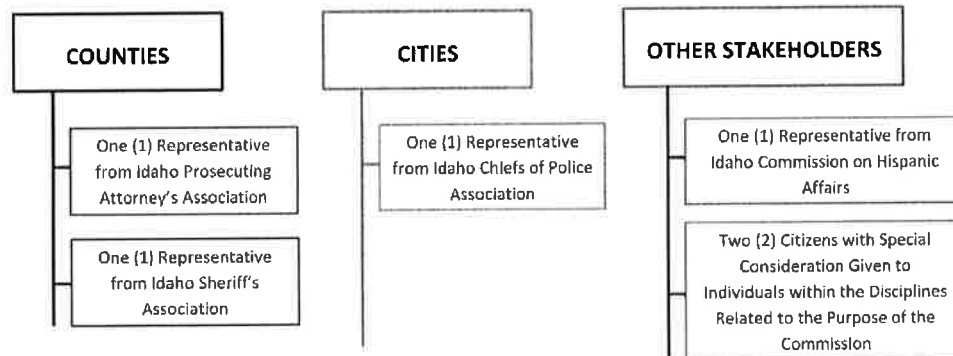 COUNTIES
One (1) Representative
from Idaho Prosecuting
Attorney's Association
One (1) Representative
from Idaho Sheriff's
Association
CITIES
One (1) Representative
from Idaho Chiefs of Police
Association
OTHER STAKEHOLDERS
One (1) Representative from
Idaho Commission on Hispanic
Affairs
Two (2) Citizens with Special
Consideration Given to
Individuals within the Disciplines
Related to the Purpose of the
Commission